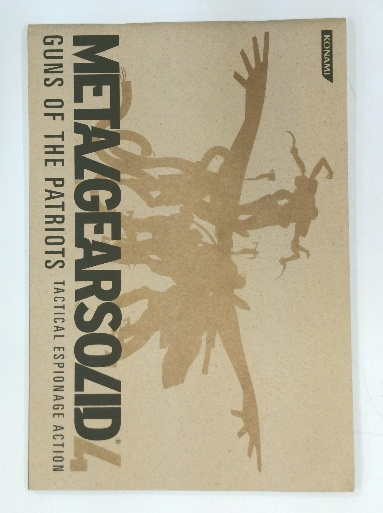 KONAMI
METAL GEAR SOLID® 4
GUNS OF THE PATRIOTS TACTICAL ESPIONAGE ACTION